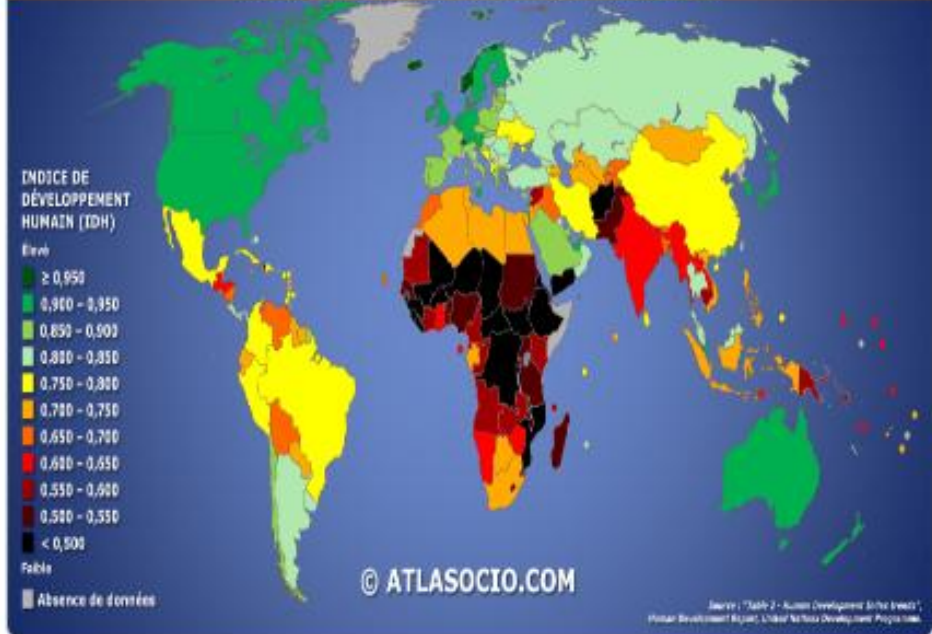 INDICE DE
DÉVELOPPEMENT
HUMAIN (IDH)
Élevé
≥ 0,950
0,900 – 0,950
0,850 – 0,900
0,800 – 0,850
0,750 – 0,800
0,700 – 0,750
0,650 – 0,700
0,600 – 0,650
0,550 – 0,600
0,500 – 0,550
< 0,500
Faible
Absence de données
© ATLASOCIO.COM
Source : "Table 2 - Human Development Index trends",
Human Development Report, United Nations Development Programme.